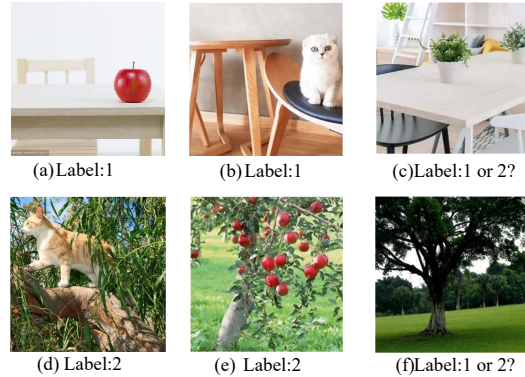 (a)Label:1
(b)Label:1
(c)Label:1 or 2?
(d) Label:2
(e) Label:2
(f)Label:1 or 2?